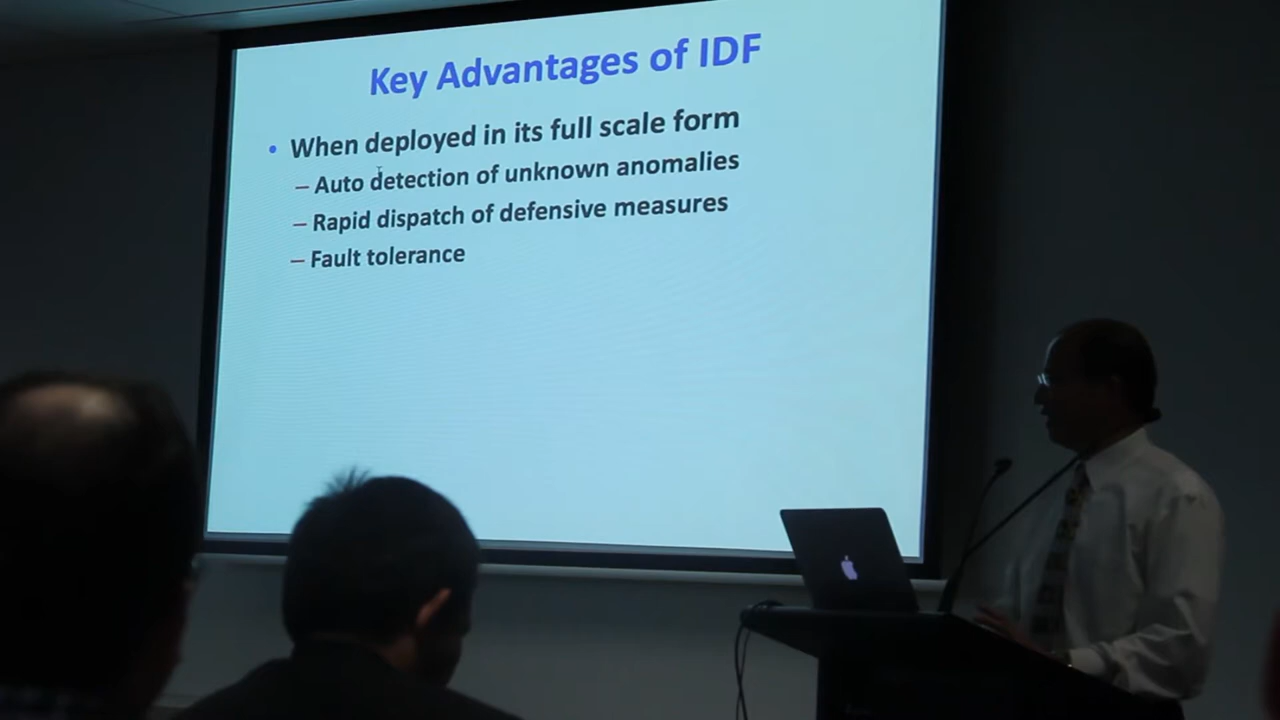 Key Advantages of IDF
• When deployed in its full scale form
– Auto detection of unknown anomalies
– Rapid dispatch of defensive measures
– Fault tolerance